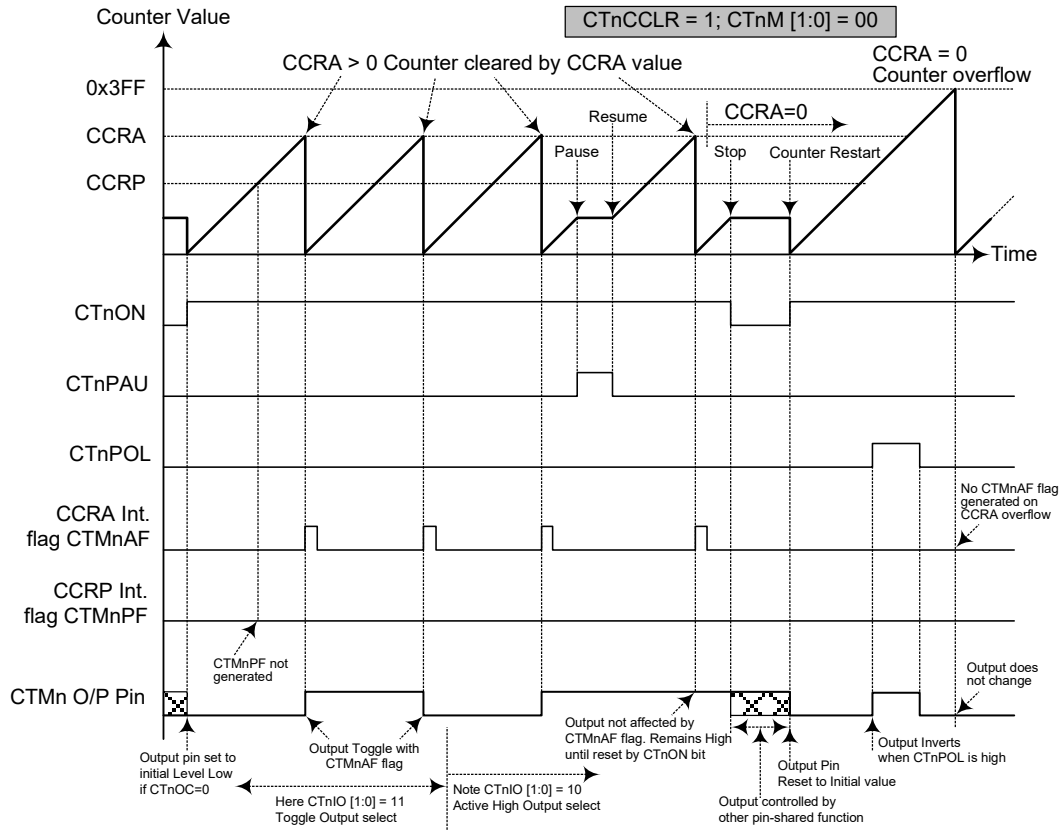 Counter Value
CTnCCLR = 1; CTnM [1:0] = 00
CCRA > 0 Counter cleared by CCRA value
CCRA = 0
Counter overflow
0x3FF
CCRA
CCRP
Resume
CCRA=0
Pause
Stop
Counter Restart
Time
CTnON
CTnPAU
CTnPOL
CCRA Int.
flag CTMnAF
No CTMnAF flag
generated on
CCRA overflow
CCRP Int.
flag CTMnPF
CTMnPF not
generated
CTMn O/P Pin
Output does
not change
Output pin set to
initial Level Low
if CTnOC=0
Output Toggle with
CTMnAF flag
Here CTnIO [1:0] = 11
Toggle Output select
Note CTnIO [1:0] = 10
Active High Output select
Output not affected by
CTMnAF flag. Remains High
until reset by CTnON bit
Output controlled by
other pin-shared function
Output Pin
Reset to Initial value
Output Inverts
when CTnPOL is high